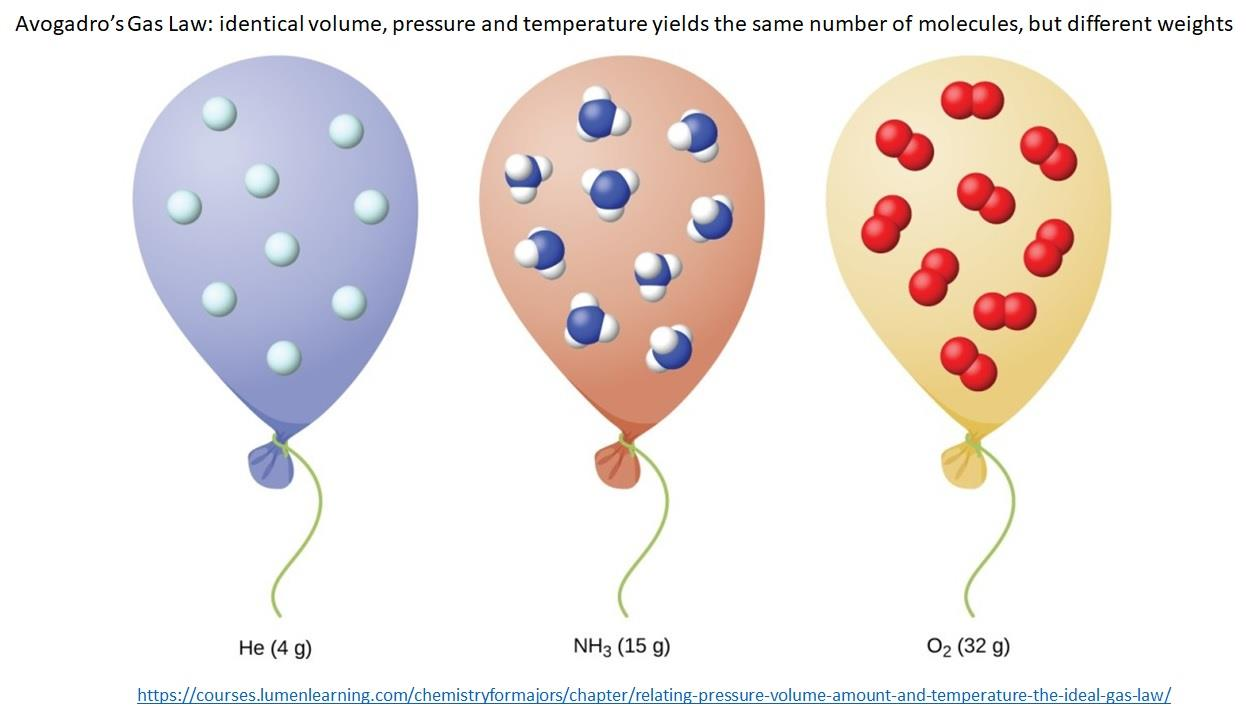 Avogadro's Gas Law: identical volume, pressure and temperature yields the same number of molecules, but different weights
He (4 g)
NH₃ (15 g)
O₂ (32 g)
https://courses.lumenlearning.com/chemistryformajors/chapter/relating-pressure-volume-amount-and-temperature-the-ideal-gas-law/